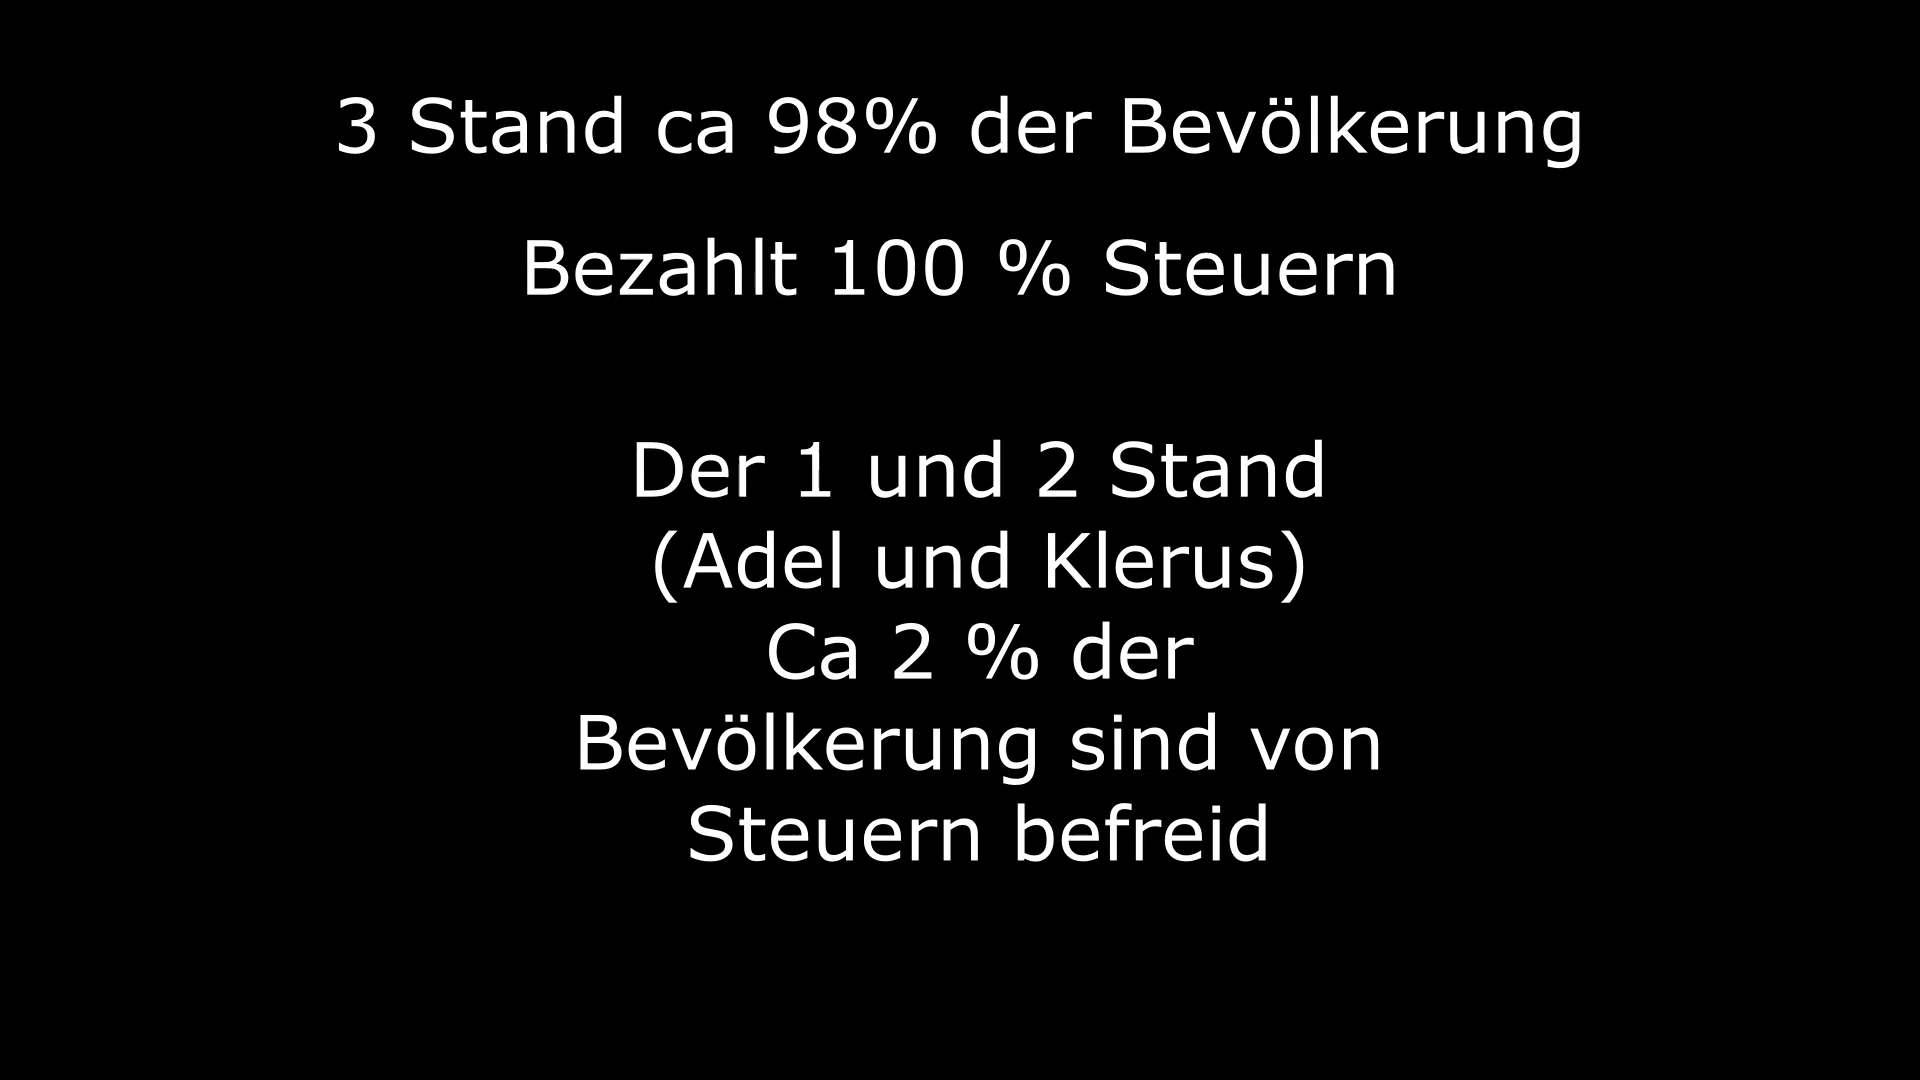 3 Stand ca 98% der Bevölkerung
Bezahlt 100 % Steuern
Der 1 und 2 Stand
(Adel und Klerus)
Ca 2 % der
Bevölkerung sind von
Steuern befreid